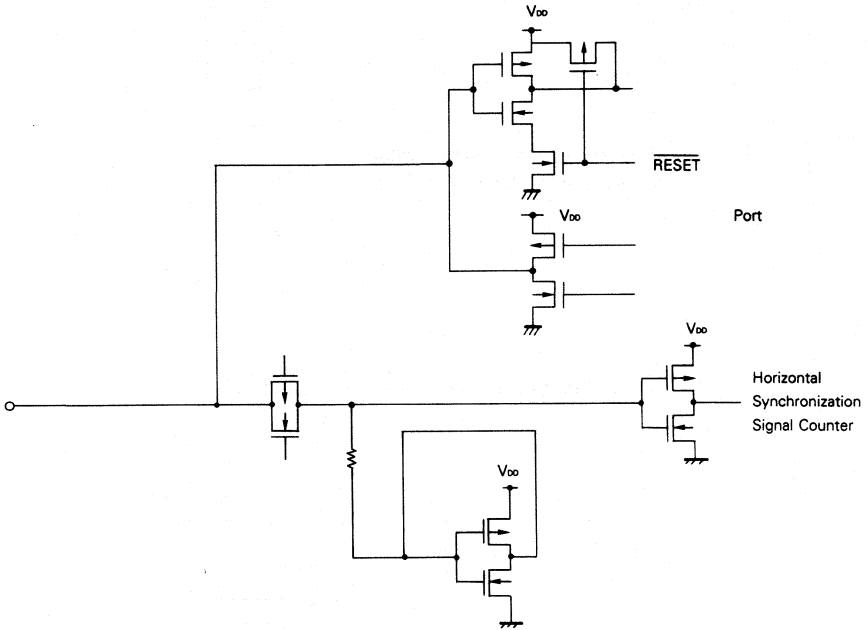 VDD
RESET
VDD
Port
VDD
Horizontal
Synchronization
Signal Counter
VDD